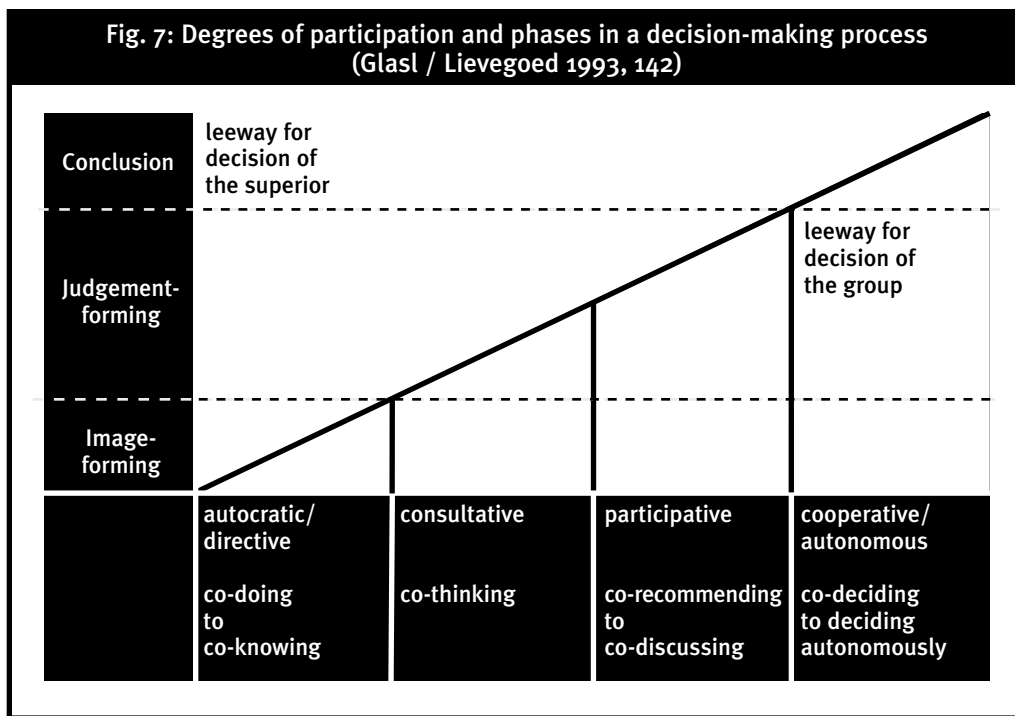 Fig. 7: Degrees of participation and phases in a decision-making process
(Glasl / Lievegoed 1993, 142)
Conclusion
leeway for
decision of
the superior
Judgement-
forming
leeway for
decision of
the group
Image-
forming
autocratic/
directive
co-doing
to
co-knowing
consultative
co-thinking
participative
co-recommending
to
co-discussing
cooperative/
autonomous
co-deciding
to deciding
autonomously